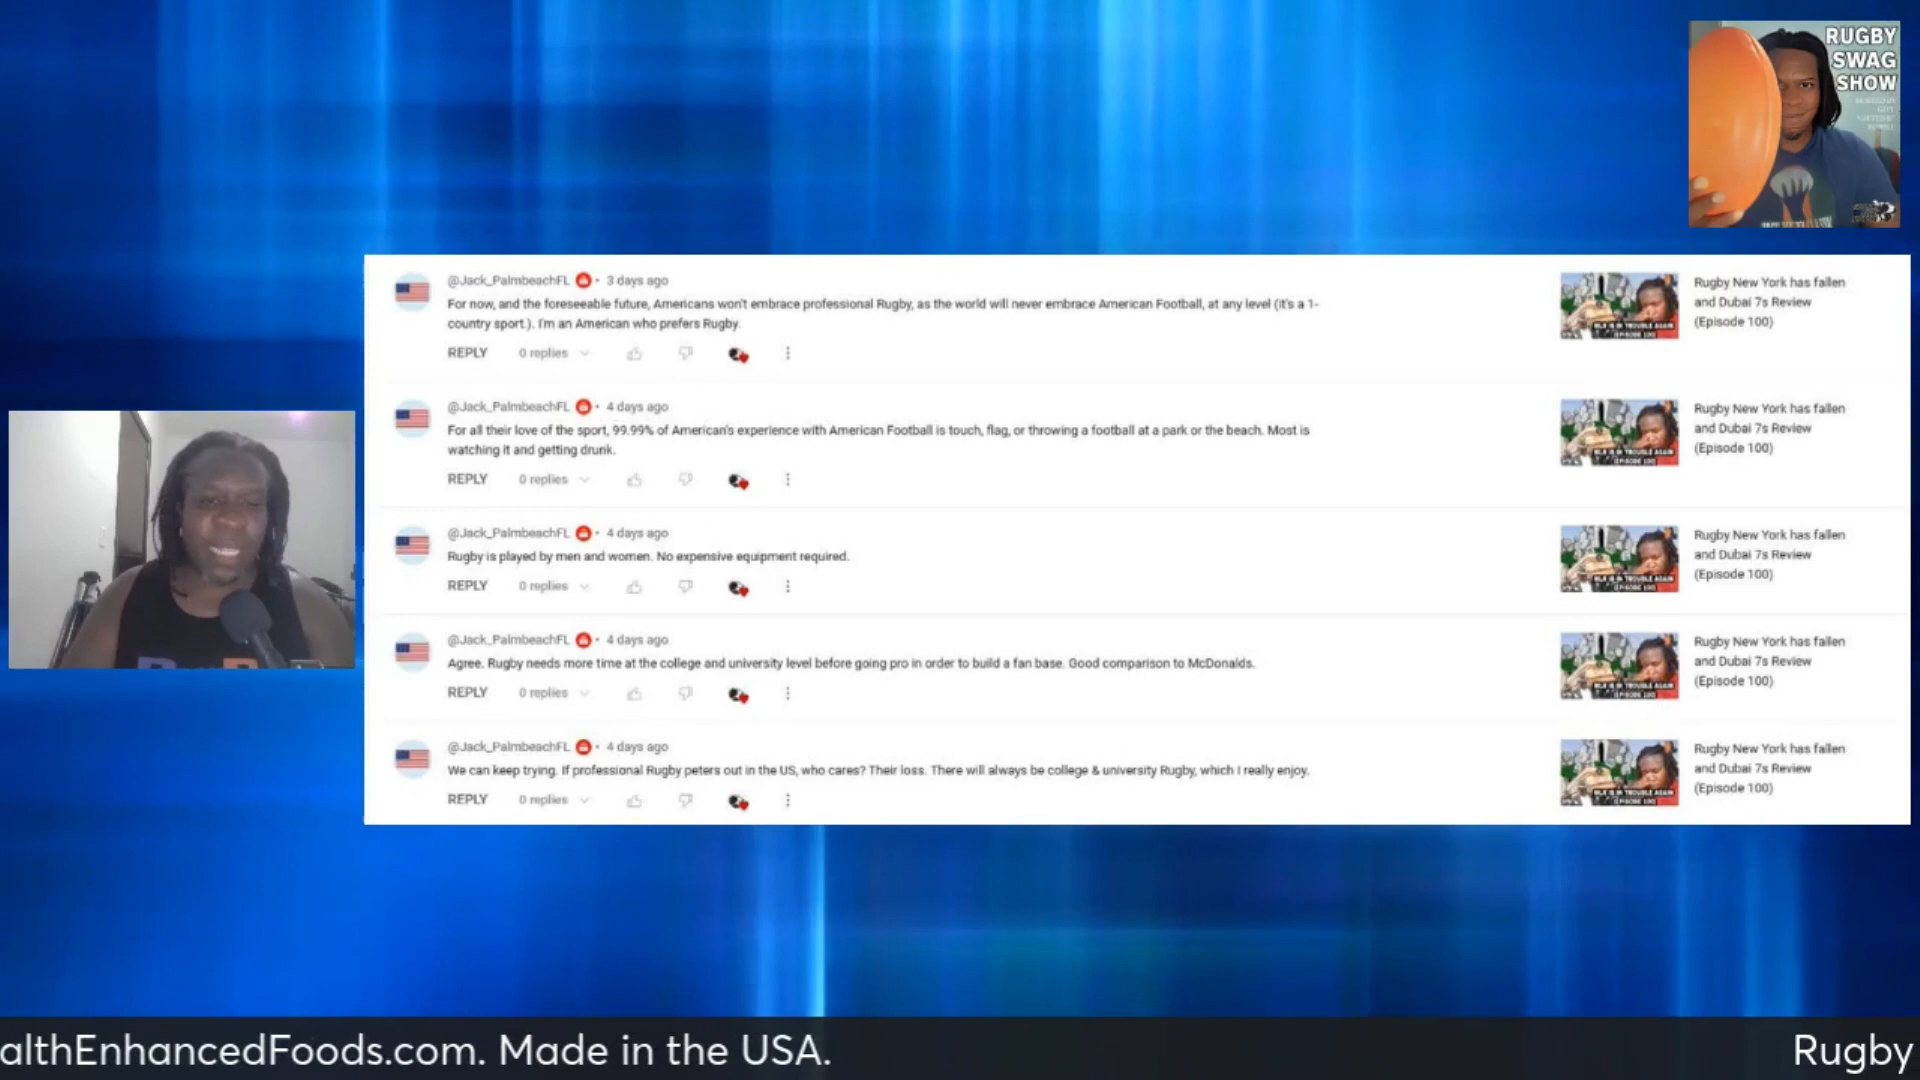 RUGBY
SWAG
SHOW
@Jack_PalmbeachFL • 3 days ago
For now, and the foreseeable future, Americans won't embrace professional Rugby, as the world will never embrace American Football, at any level (it's a 1-
country sport.). I'm an American who prefers Rugby.
REPLY 0 replies
Rugby New York has fallen
and Dubai 7s Review
(Episode 100)
@Jack_PalmbeachFL • 4 days ago
For all their love of the sport, 99.99% of American's experience with American Football is touch, flag, or throwing a football at a park or the beach. Most is
watching it and getting drunk.
REPLY 0 replies
Rugby New York has fallen
and Dubai 7s Review
(Episode 100)
@Jack_PalmbeachFL • 4 days ago
Rugby is played by men and women. No expensive equipment required.
REPLY 0 replies
Rugby New York has fallen
and Dubai 7s Review
(Episode 100)
@Jack_PalmbeachFL • 4 days ago
Agree. Rugby needs more time at the college and university level before going pro in order to build a fan base. Good comparison to McDonalds.
REPLY 0 replies
Rugby New York has fallen
and Dubai 7s Review
(Episode 100)
@Jack_PalmbeachFL • 4 days ago
We can keep trying. If professional Rugby peters out in the US, who cares? Their loss. There will always be college & university Rugby, which I really enjoy.
REPLY 0 replies
MLR IS IN TROUBLE AGAIN
(EPISODE 100)
Rugby New York has fallen
and Dubai 7s Review
(Episode 100)
althEnhancedFoods.com. Made in the USA.
Rugby